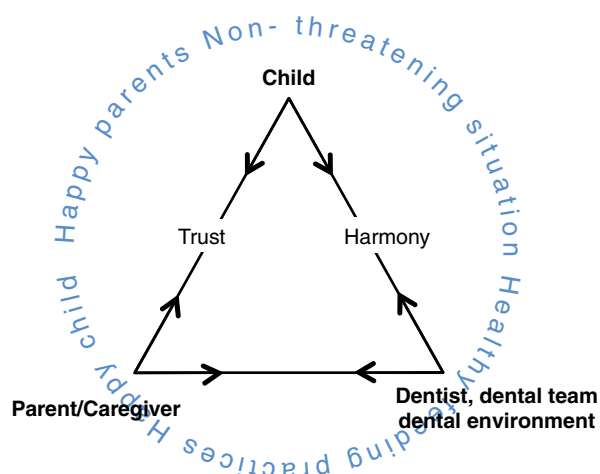 Happy parents Non- threatening situation Healthy feeding practices Happy child
Child
Trust
Harmony
Parent/Caregiver
Dentist, dental team
dental environment